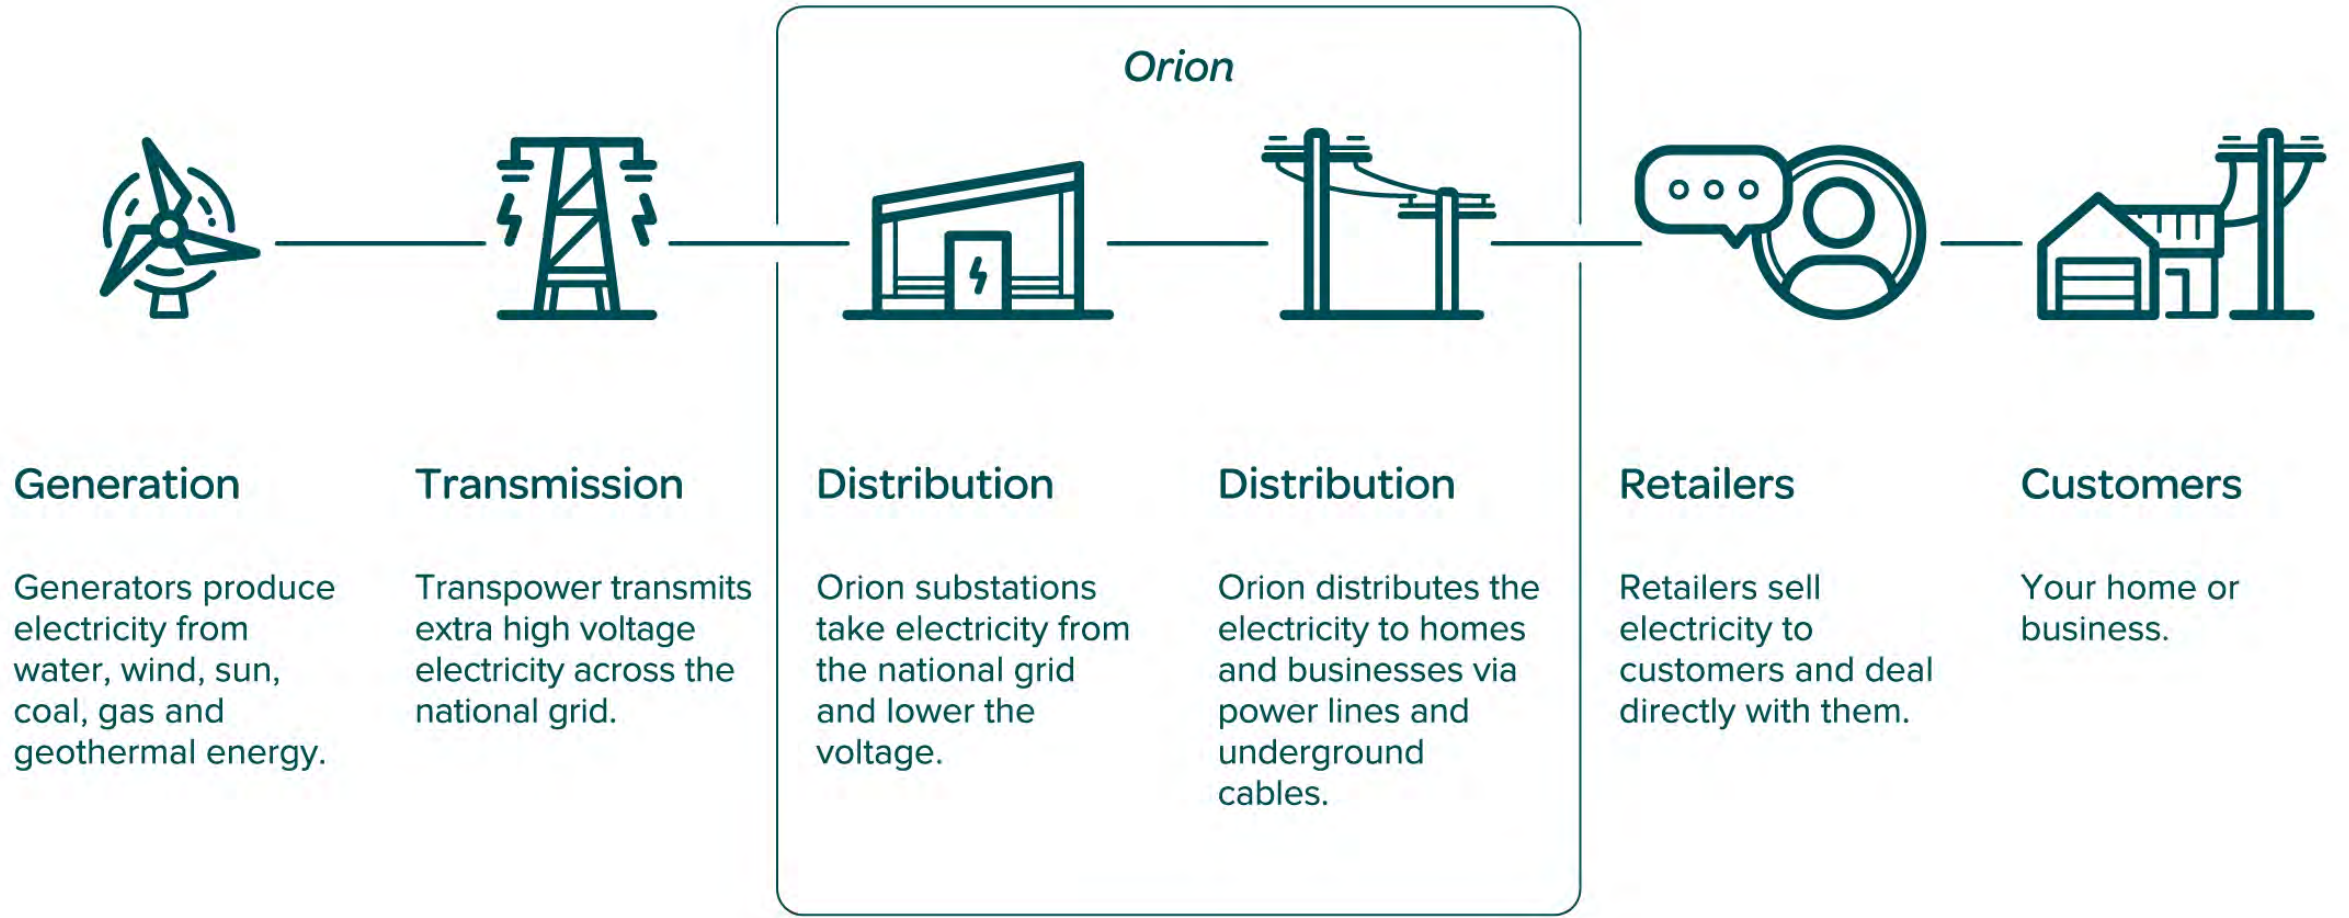 Orion
Generation
Generators produce
electricity from
water, wind, sun,
coal, gas and
geothermal energy.
Transmission
Transpower transmits
extra high voltage
electricity across the
national grid.
Distribution
Orion substations
take electricity from
the national grid
and lower the
voltage.
Distribution
Orion distributes the
electricity to homes
and businesses via
power lines and
underground
cables.
Retailers
Retailers sell
electricity to
customers and deal
directly with them.
Customers
Your home or
business.